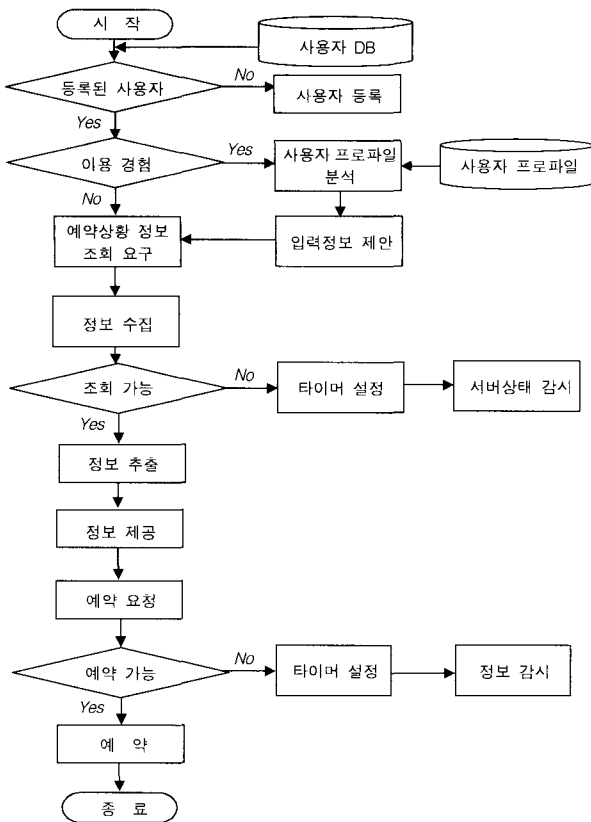 시 작
사용자 DB
등록된 사용자
No
사용자 등록
Yes
이용 경험
Yes
사용자 프로파일
분석
사용자 프로파일
No
예약상황 정보
조회 요구
입력정보 제안
정보 수집
조회 가능
No
타이머 설정
서버상태 감시
Yes
정보 추출
정보 제공
예약 요청
예약 가능
No
타이머 설정
정보 감시
Yes
예 약
종 료